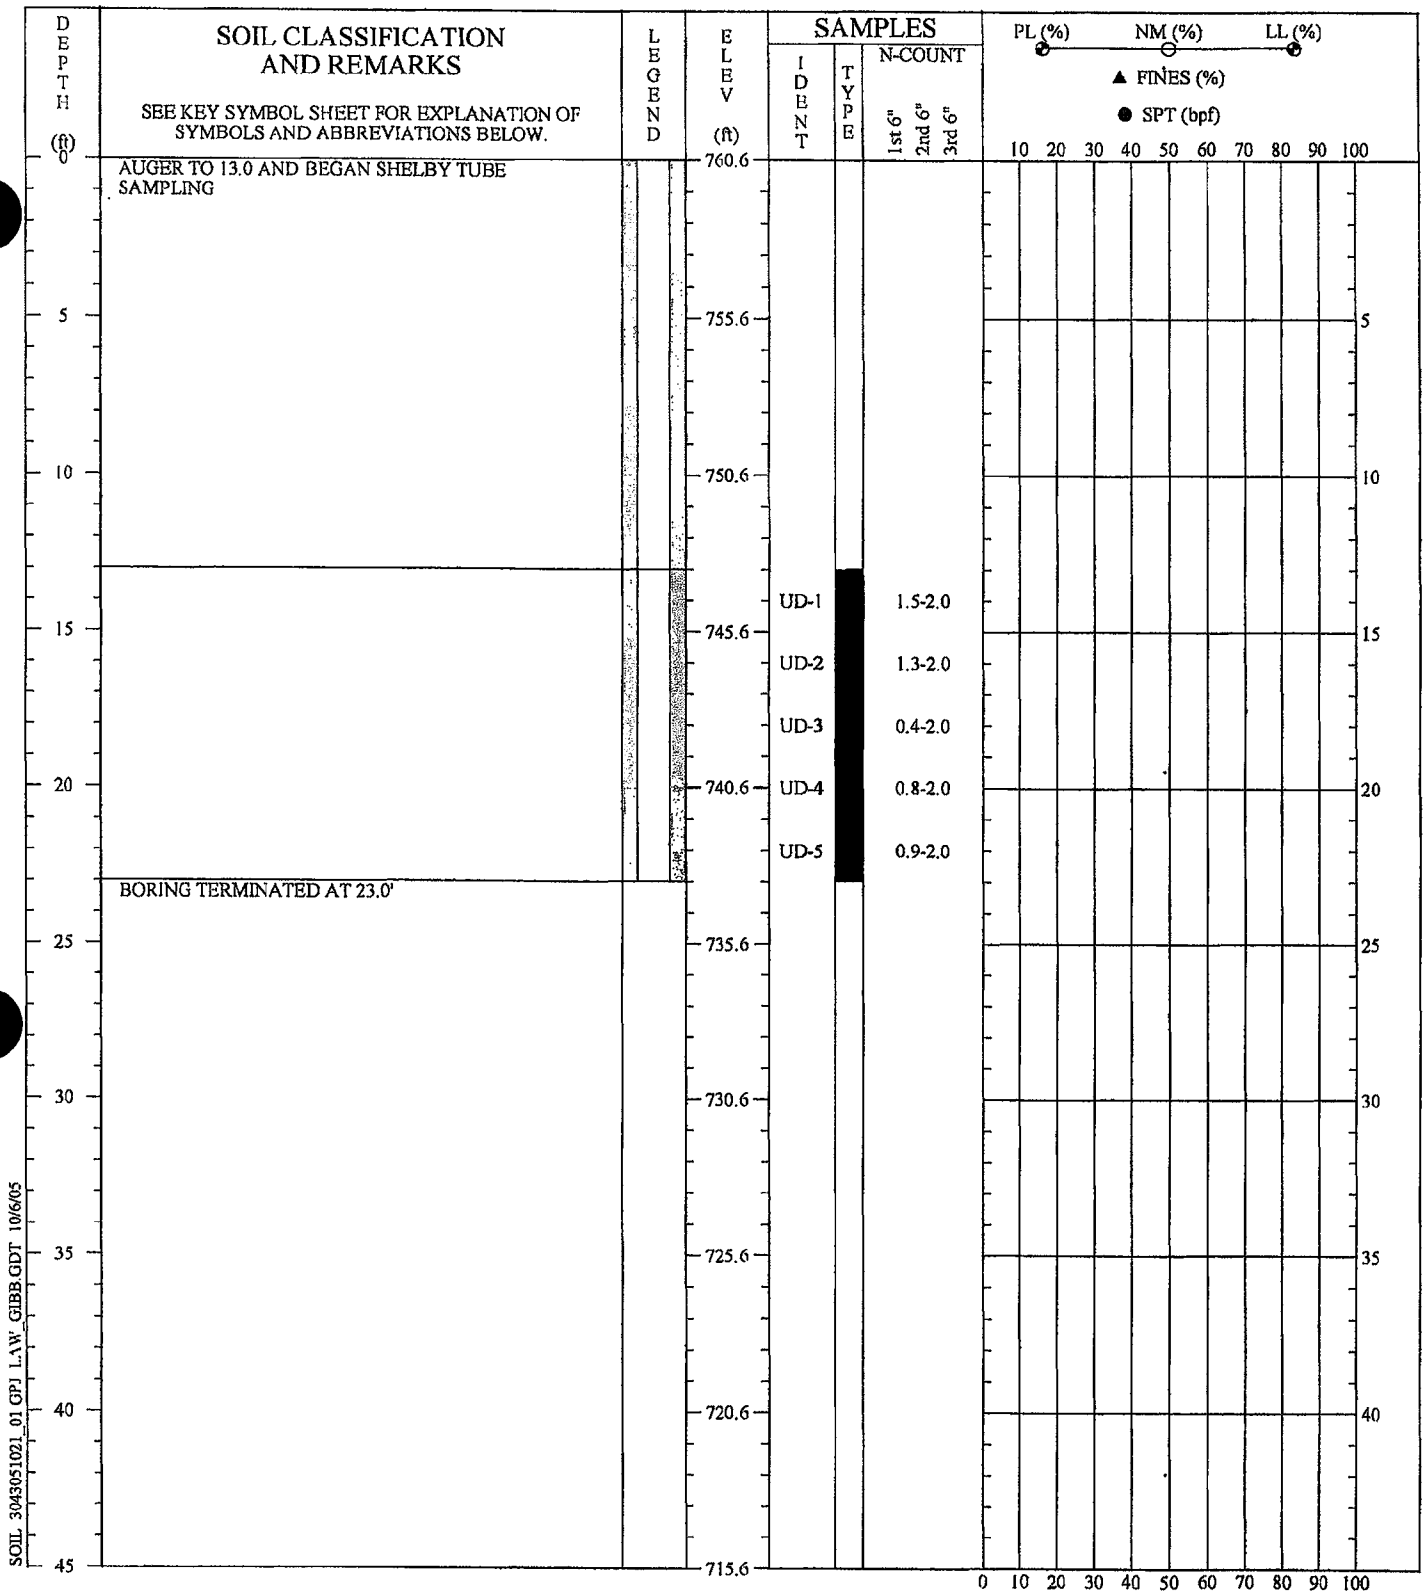 DEPTH
(ft)
SOIL CLASSIFICATION
AND REMARKS
SEE KEY SYMBOL SHEET FOR EXPLANATION OF
SYMBOLS AND ABBREVIATIONS BELOW.
LEGEND
ELEV
(ft)
SAMPLES
IDENT
TYPE
N-COUNT
1st 6"
2nd 6"
3rd 6"
PL (%) NM (%) LL (%)
▲ FINES (%)
● SPT (bpf)
10 20 30 40 50 60 70 80 90 100
0
760.6
AUGER TO 13.0 AND BEGAN SHELBY TUBE
SAMPLING
5 755.6 5
10 750.6 10
UD-1 1.5-2.0
15 745.6 15
UD-2 1.3-2.0
UD-3 0.4-2.0
20 740.6 UD-4 0.8-2.0 20
UD-5 0.9-2.0
BORING TERMINATED AT 23.0'
25 735.6 25
30 730.6 30
35 725.6 35
40 720.6 40
45 715.6
0 10 20 30 40 50 60 70 80 90 100
SOIL 3043051021_01 GPJ LAW_GIBB.GDT 10/6/05